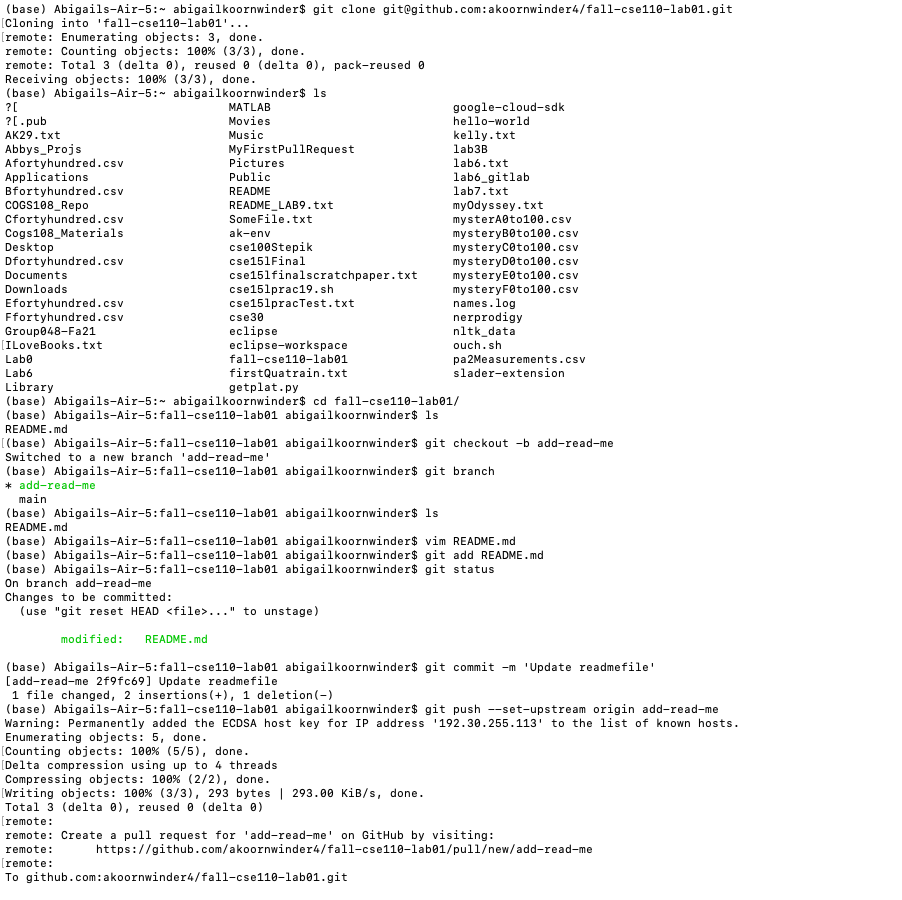 (base) Abigails-Air-5:~ abigailkoornwinder$ git clone git@github.com:akoornwinder4/fall-cse110-lab01.git
Cloning into 'fall-cse110-lab01'...
remote: Enumerating objects: 3, done.
remote: Counting objects: 100% (3/3), done.
remote: Total 3 (delta 0), reused 0 (delta 0), pack-reused 0
Receiving objects: 100% (3/3), done.
(base) Abigails-Air-5:~ abigailkoornwinder$ ls
?[ MATLAB google-cloud-sdk
?[.pub Movies hello-world
AK29.txt Music kelly.txt
Abbys_Projs MyFirstPullRequest lab3B
Afortyhundred.csv Pictures lab6.txt
Applications Public lab6_gitlab
Bfortyhundred.csv README lab7.txt
COGS108_Repo README_LAB9.txt myOdyssey.txt
Cfortyhundred.csv SomeFile.txt mysterA0to100.csv
Cogs108_Materials ak-env mysteryB0to100.csv
Desktop cse100Stepik mysteryC0to100.csv
Dfortyhundred.csv cse15lFinal mysteryD0to100.csv
Documents cse15lfinalscratchpaper.txt mysteryE0to100.csv
Downloads cse15lprac19.sh mysteryF0to100.csv
Efortyhundred.csv cse15lpracTest.txt names.log
Ffortyhundred.csv cse30 nerprodigy
Group048-Fa21 eclipse nltk_data
ILoveBooks.txt eclipse-workspace ouch.sh
Lab0 fall-cse110-lab01 pa2Measurements.csv
Lab6 firstQuatrain.txt slader-extension
Library getplat.py
(base) Abigails-Air-5:~ abigailkoornwinder$ cd fall-cse110-lab01/
(base) Abigails-Air-5:fall-cse110-lab01 abigailkoornwinder$ ls
README.md
(base) Abigails-Air-5:fall-cse110-lab01 abigailkoornwinder$ git checkout -b add-read-me
Switched to a new branch 'add-read-me'
(base) Abigails-Air-5:fall-cse110-lab01 abigailkoornwinder$ git branch
* add-read-me
main
(base) Abigails-Air-5:fall-cse110-lab01 abigailkoornwinder$ ls
README.md
(base) Abigails-Air-5:fall-cse110-lab01 abigailkoornwinder$ vim README.md
(base) Abigails-Air-5:fall-cse110-lab01 abigailkoornwinder$ git add README.md
(base) Abigails-Air-5:fall-cse110-lab01 abigailkoornwinder$ git status
On branch add-read-me
Changes to be committed:
(use "git reset HEAD <file>..." to unstage)
modified: README.md
(base) Abigails-Air-5:fall-cse110-lab01 abigailkoornwinder$ git commit -m 'Update readmefile'
[add-read-me 2f9fc69] Update readmefile
1 file changed, 2 insertions(+), 1 deletion(-)
(base) Abigails-Air-5:fall-cse110-lab01 abigailkoornwinder$ git push --set-upstream origin add-read-me
Warning: Permanently added the ECDSA host key for IP address '192.30.255.113' to the list of known hosts.
Enumerating objects: 5, done.
Counting objects: 100% (5/5), done.
Delta compression using up to 4 threads
Compressing objects: 100% (2/2), done.
Writing objects: 100% (3/3), 293 bytes | 293.00 KiB/s, done.
Total 3 (delta 0), reused 0 (delta 0)
remote:
remote: Create a pull request for 'add-read-me' on GitHub by visiting:
remote: https://github.com/akoornwinder4/fall-cse110-lab01/pull/new/add-read-me
remote:
To github.com:akoornwinder4/fall-cse110-lab01.git